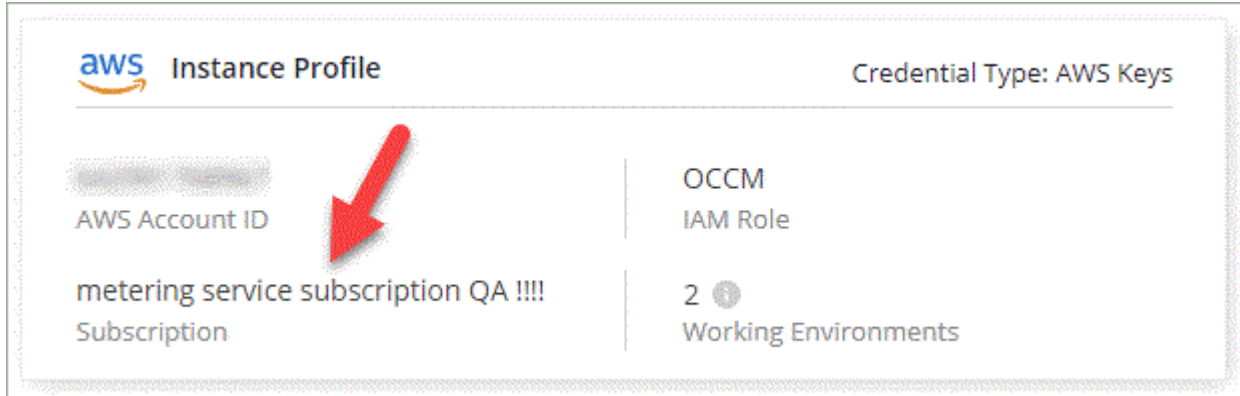 aws Instance Profile
Credential Type: AWS Keys
AWS Account ID
OCCM
IAM Role
metering service subscription QA !!!!
Subscription
2
Working Environments